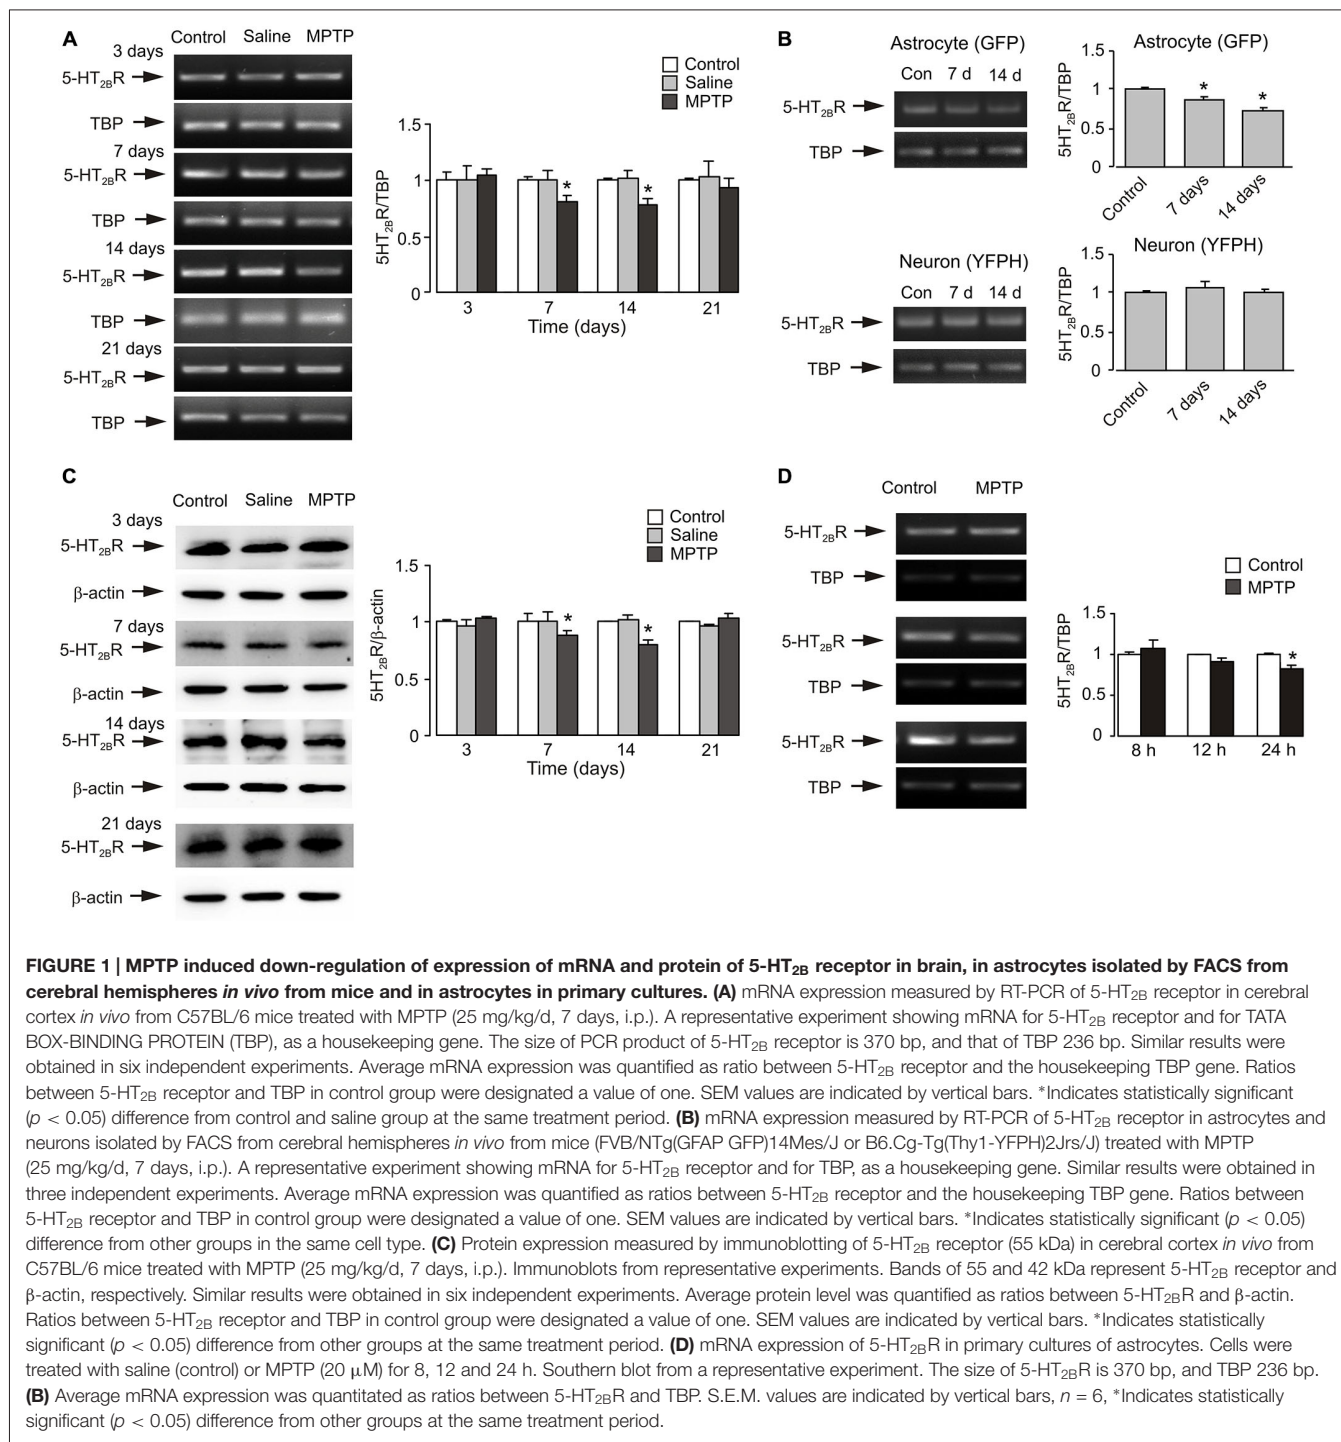 A
Control Saline MPTP
3 days
5-HT2BR
TBP
7 days
5-HT2BR
TBP
14 days
5-HT2BR
TBP
21 days
5-HT2BR
TBP
Control
Saline
MPTP
5HT2BR/TBP
1.5
1
0.5
0
* *
3 7 14 21
Time (days)
B
Astrocyte (GFP)
Con 7 d 14 d
5-HT2BR
TBP
Astrocyte (GFP)
5HT2BR/TBP
1.5
1
0.5
0
* *
Control 7 days 14 days
Neuron (YFPH)
Con 7 d 14 d
5-HT2BR
TBP
Neuron (YFPH)
5HT2BR/TBP
1.5
1
0.5
0
Control 7 days 14 days
C
Control Saline MPTP
3 days
5-HT2BR
β-actin
7 days
5-HT2BR
β-actin
14 days
5-HT2BR
β-actin
21 days
5-HT2BR
β-actin
Control
Saline
MPTP
5HT2BR/β-actin
1.5
1
0.5
0
* *
3 7 14 21
Time (days)
D
Control MPTP
5-HT2BR
TBP
5-HT2BR
TBP
5-HT2BR
TBP
Control
MPTP
5HT2BR/TBP
1.5
1
0.5
0
*
8 h 12 h 24 h
FIGURE 1 | MPTP induced down-regulation of expression of mRNA and protein of 5-HT2B receptor in brain, in astrocytes isolated by FACS from
cerebral hemispheres in vivo from mice and in astrocytes in primary cultures. (A) mRNA expression measured by RT-PCR of 5-HT2B receptor in cerebral
cortex in vivo from C57BL/6 mice treated with MPTP (25 mg/kg/d, 7 days, i.p.). A representative experiment showing mRNA for 5-HT2B receptor and for TATA
BOX-BINDING PROTEIN (TBP), as a housekeeping gene. The size of PCR product of 5-HT2B receptor is 370 bp, and that of TBP 236 bp. Similar results were
obtained in six independent experiments. Average mRNA expression was quantified as ratio between 5-HT2B receptor and the housekeeping TBP gene. Ratios
between 5-HT2B receptor and TBP in control group were designated a value of one. SEM values are indicated by vertical bars. *Indicates statistically significant
(p < 0.05) difference from control and saline group at the same treatment period. (B) mRNA expression measured by RT-PCR of 5-HT2B receptor in astrocytes and
neurons isolated by FACS from cerebral hemispheres in vivo from mice (FVB/NTg(GFAP GFP)14Mes/J or B6.Cg-Tg(Thy1-YFPH)2Jrs/J) treated with MPTP
(25 mg/kg/d, 7 days, i.p.). A representative experiment showing mRNA for 5-HT2B receptor and for TBP, as a housekeeping gene. Similar results were obtained in
three independent experiments. Average mRNA expression was quantified as ratios between 5-HT2B receptor and the housekeeping TBP gene. Ratios between
5-HT2B receptor and TBP in control group were designated a value of one. SEM values are indicated by vertical bars. *Indicates statistically significant (p < 0.05)
difference from other groups in the same cell type. (C) Protein expression measured by immunoblotting of 5-HT2B receptor (55 kDa) in cerebral cortex in vivo from
C57BL/6 mice treated with MPTP (25 mg/kg/d, 7 days, i.p.). Immunoblots from representative experiments. Bands of 55 and 42 kDa represent 5-HT2B receptor and
β-actin, respectively. Similar results were obtained in six independent experiments. Average protein level was quantified as ratios between 5-HT2BR and β-actin.
Ratios between 5-HT2B receptor and TBP in control group were designated a value of one. SEM values are indicated by vertical bars. *Indicates statistically
significant (p < 0.05) difference from other groups at the same treatment period. (D) mRNA expression of 5-HT2BR in primary cultures of astrocytes. Cells were
treated with saline (control) or MPTP (20 μM) for 8, 12 and 24 h. Southern blot from a representative experiment. The size of 5-HT2BR is 370 bp, and TBP 236 bp.
(B) Average mRNA expression was quantitated as ratios between 5-HT2BR and TBP. S.E.M. values are indicated by vertical bars, n = 6, *Indicates statistically
significant (p < 0.05) difference from other groups at the same treatment period.